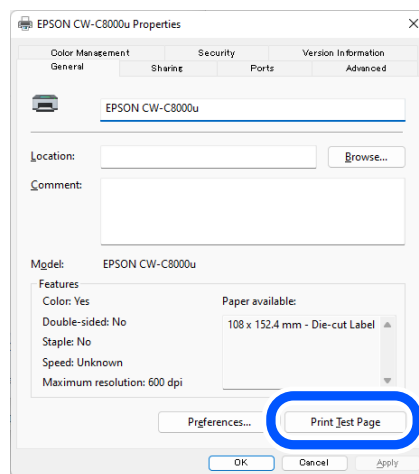 EPSON CW-C8000u Properties
Color Management Security Version Information
General Sharing Ports Advanced
EPSON CW-C8000u
Location:
Browse...
Comment:
Model: EPSON CW-C8000u
Features
Color: Yes
Paper available:
Double-sided: No
108 x 152.4 mm - Die-cut Label
Staple: No
Speed: Unknown
Maximum resolution: 600 dpi
Preferences... Print Test Page
OK Cancel Apply